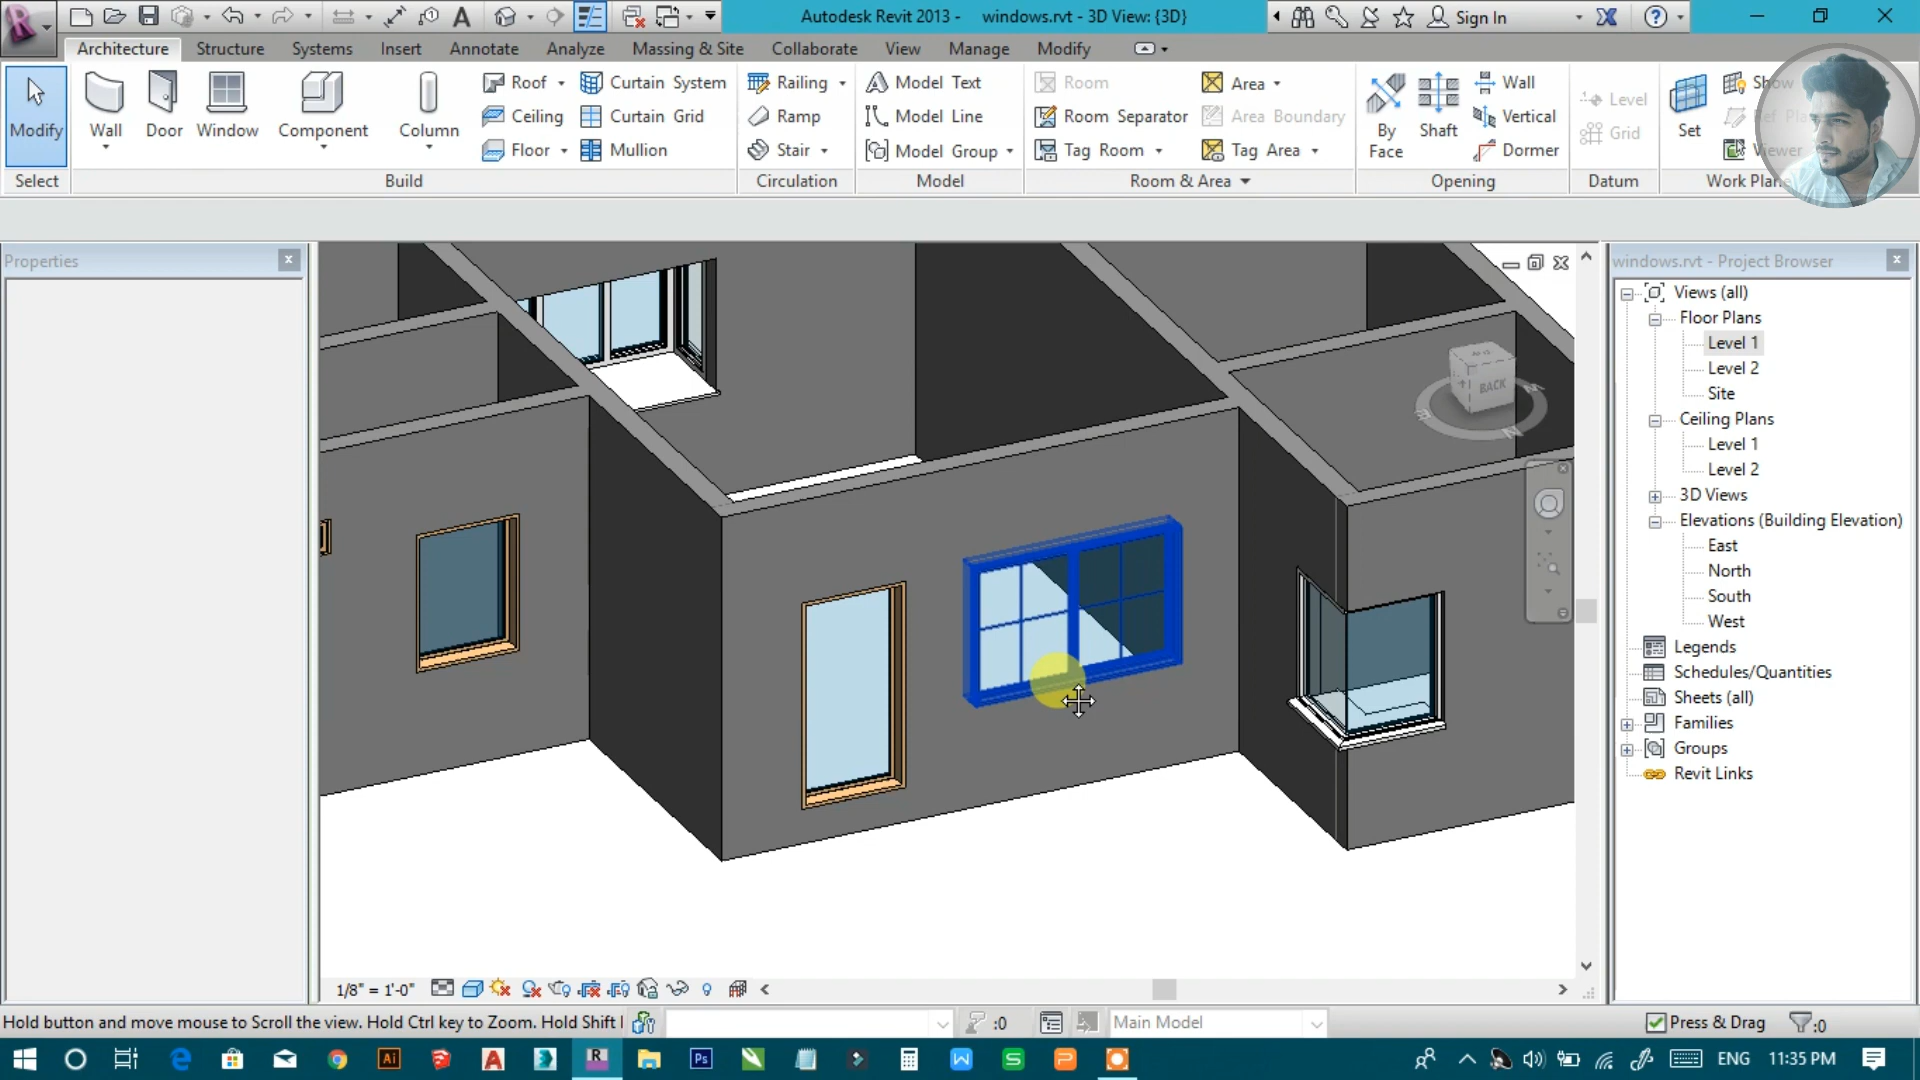 Autodesk Revit 2013 - windows.rvt - 3D View: {3D}
Sign In
Architecture Structure Systems Insert Annotate Analyze Massing & Site Collaborate View Manage Modify
Modify
Wall
Door
Window
Component
Column
Roof
Ceiling
Floor
Curtain System
Curtain Grid
Mullion
Railing
Ramp
Stair
Model Text
Model Line
Model Group
Room
Room Separator
Tag Room
Area
Area Boundary
Tag Area
By
Face
Shaft
Wall
Vertical
Dormer
Level
Grid
Set
Show
Viewer
Select
Build
Circulation
Model
Room & Area
Opening
Datum
Work Plane
Properties
windows.rvt - Project Browser
Views (all)
Floor Plans
Level 1
Level 2
Site
Ceiling Plans
Level 1
Level 2
3D Views
Elevations (Building Elevation)
East
North
South
West
Legends
Schedules/Quantities
Sheets (all)
Families
Groups
Revit Links
BACK
1/8" = 1'-0"
Hold button and move mouse to Scroll the view. Hold Ctrl key to Zoom. Hold Shift
:0
Main Model
Press & Drag
:0
ENG
11:35 PM